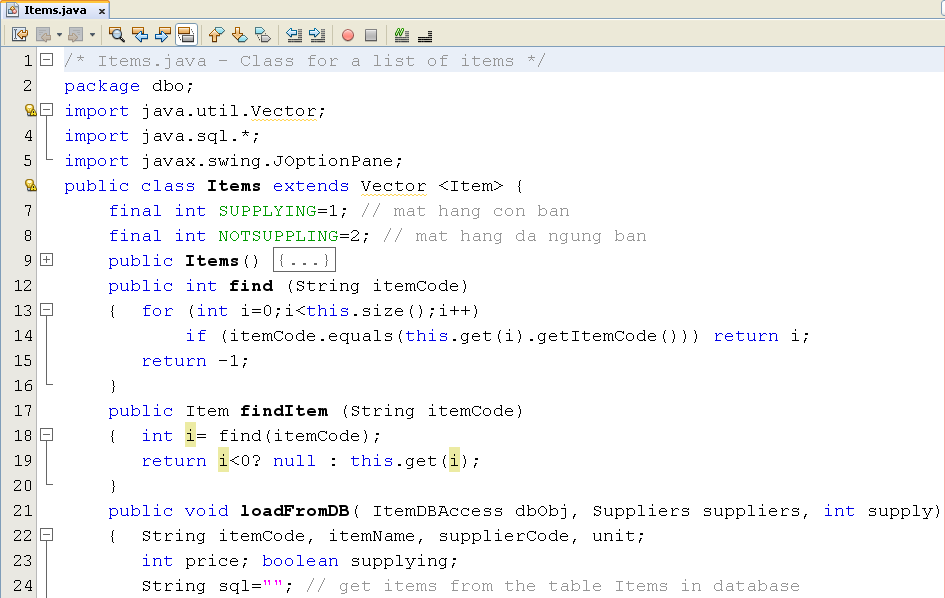 Items.java x
1 /* Items.java - Class for a list of items */
2 package dbo;
import java.util.Vector;
4 import java.sql.*;
5 import javax.swing.JOptionPane;
public class Items extends Vector <Item> {
7 final int SUPPLYING=1; // mat hang con ban
8 final int NOTSUPPLING=2; // mat hang da ngung ban
9 public Items() {...}
12 public int find (String itemCode)
13 { for (int i=0;i<this.size();i++)
14 if (itemCode.equals(this.get(i).getItemCode())) return i;
15 return -1;
16 }
17 public Item findItem (String itemCode)
18 { int i= find(itemCode);
19 return i<0? null : this.get(i);
20 }
21 public void loadFromDB( ItemDBAccess dbObj, Suppliers suppliers, int supply)
22 { String itemCode, itemName, supplierCode, unit;
23 int price; boolean supplying;
24 String sql=""; // get items from the table Items in database